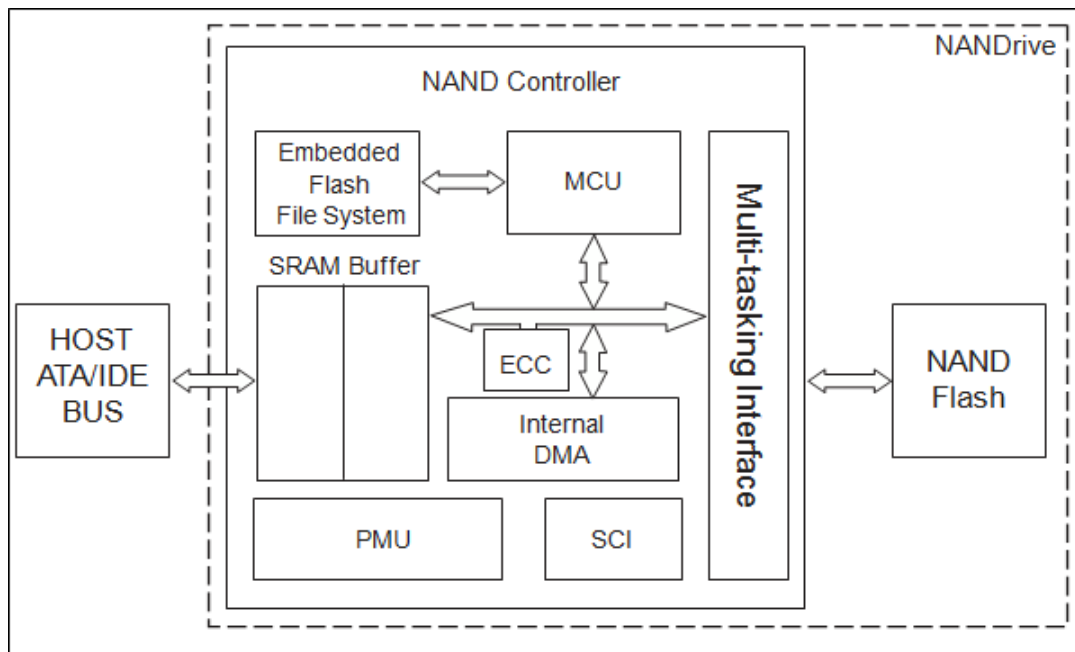 NANDrive
NAND Controller
Embedded
Flash
File System
MCU
Multi-tasking Interface
SRAM Buffer
HOST
ATA/IDE
BUS
ECC
NAND
Flash
Internal
DMA
PMU
SCI